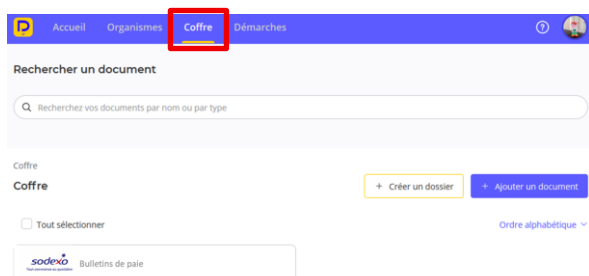 Accueil Organismes Coffre Démarches
Rechercher un document
Recherchez vos documents par nom ou par type
Coffre
Coffre
+ Créer un dossier + Ajouter un document
Tout sélectionner Ordre alphabétique
sodexo Bulletins de paie